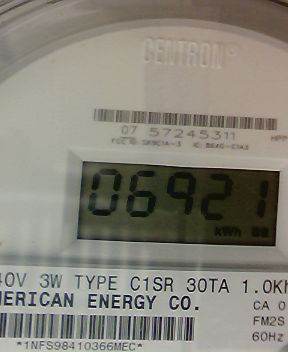 CENTRON®
07 57245311
06921
kWh
40V 3W TYPE C1SR 30TA 1.0Kh
MERICAN ENERGY CO.
CA 0
FM2S
60Hz
*1NFS98410366MEC*